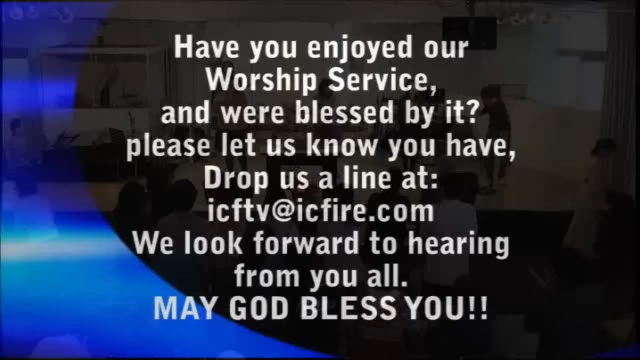 Have you enjoyed our
Worship Service,
and were blessed by it?
please let us know you have,
Drop us a line at:
icftv@icfire.com
We look forward to hearing
from you all.
MAY GOD BLESS YOU!!